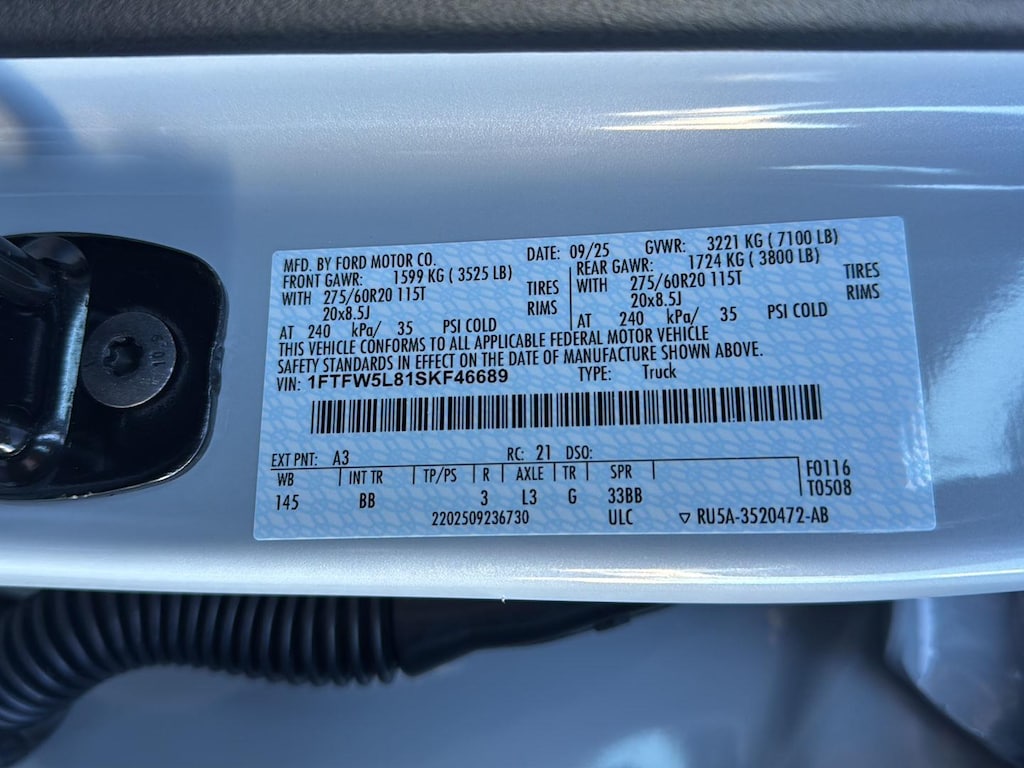 MFD. BY FORD MOTOR CO. DATE: 09/25 GVWR: 3221 KG ( 7100 LB)
FRONT GAWR: 1599 KG ( 3525 LB) REAR GAWR: 1724 KG ( 3800 LB)
WITH 275/60R20 115T TIRES WITH 275/60R20 115T TIRES
20x8.5J RIMS 20x8.5J RIMS
AT 240 kPa/ 35 PSI COLD AT 240 kPa/ 35 PSI COLD
THIS VEHICLE CONFORMS TO ALL APPLICABLE FEDERAL MOTOR VEHICLE
SAFETY STANDARDS IN EFFECT ON THE DATE OF MANUFACTURE SHOWN ABOVE.
VIN: 1FTFW5L81SKF46689 TYPE: Truck
EXT PNT: A3 RC: 21 DSO:
WB INT TR TP/PS R AXLE TR SPR F0116
145 BB 3 L3 G 33BB T0508
2202509236730 ULC ▽ RU5A-3520472-AB
10.9